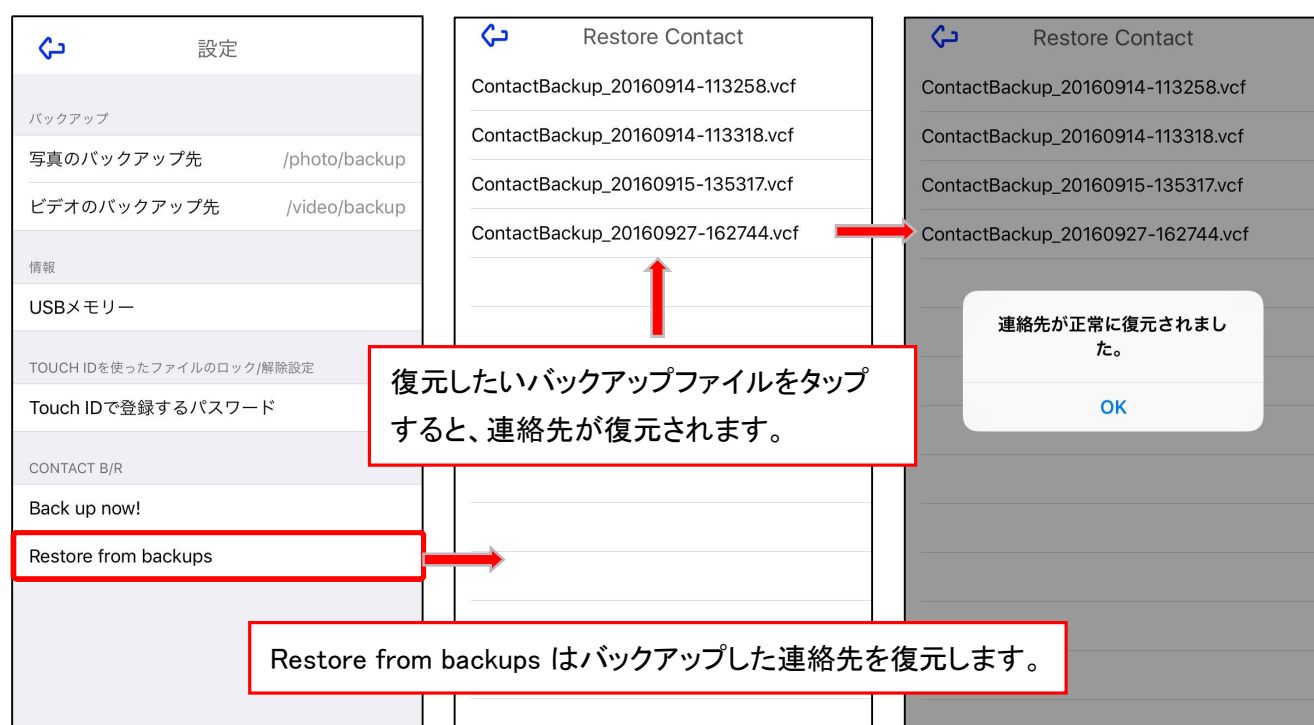 設定
バックアップ
写真のバックアップ先 /photo/backup
ビデオのバックアップ先 /video/backup
情報
USBメモリー
TOUCH IDを使ったファイルのロック/解除設定
Touch IDで登録するパスワード
CONTACT B/R
Back up now!
Restore from backups
Restore Contact
ContactBackup_20160914-113258.vcf
ContactBackup_20160914-113318.vcf
ContactBackup_20160915-135317.vcf
ContactBackup_20160927-162744.vcf
復元したいバックアップファイルをタップ
すると、連絡先が復元されます。
Restore from backups はバックアップした連絡先を復元します。
Restore Contact
ContactBackup_20160914-113258.vcf
ContactBackup_20160914-113318.vcf
ContactBackup_20160915-135317.vcf
ContactBackup_20160927-162744.vcf
連絡先が正常に復元されまし
た。
OK